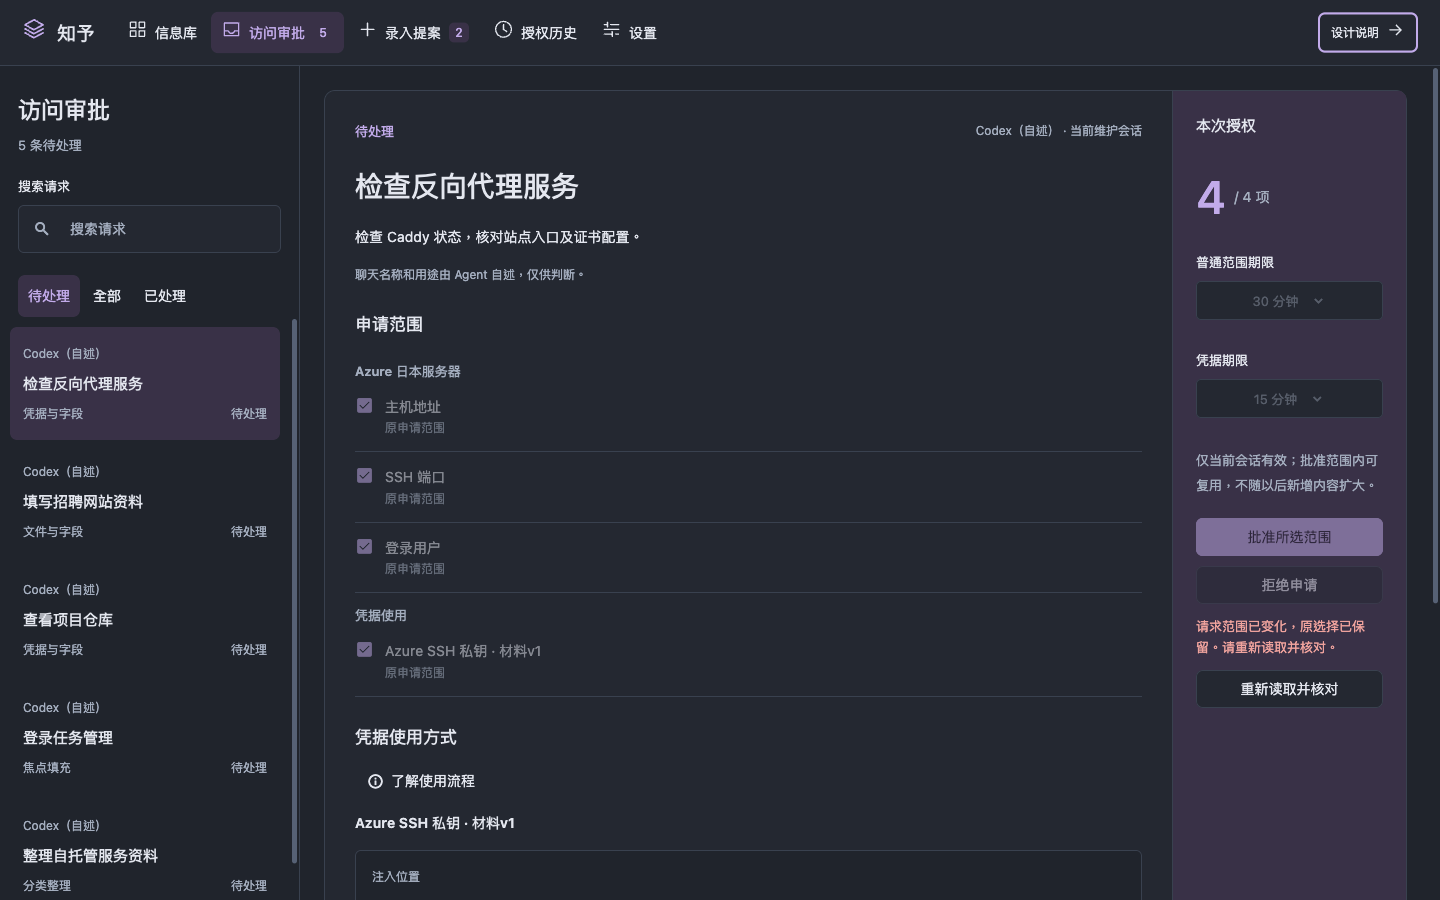 知予
信息库
访问审批 5
录入提案 2
授权历史
设置
设计说明
访问审批
5 条待处理
搜索请求
搜索请求
待处理 全部 已处理
Codex（自述）
检查反向代理服务
凭据与字段 待处理
Codex（自述）
填写招聘网站资料
文件与字段 待处理
Codex（自述）
查看项目仓库
凭据与字段 待处理
Codex（自述）
登录任务管理
焦点填充 待处理
Codex（自述）
整理自托管服务资料
分类整理 待处理
待处理
Codex（自述） · 当前维护会话
检查反向代理服务
检查 Caddy 状态，核对站点入口及证书配置。
聊天名称和用途由 Agent 自述，仅供判断。
申请范围
Azure 日本服务器
主机地址
原申请范围
SSH 端口
原申请范围
登录用户
原申请范围
凭据使用
Azure SSH 私钥 · 材料v1
原申请范围
凭据使用方式
了解使用流程
Azure SSH 私钥 · 材料v1
注入位置
本次授权
4 / 4 项
普通范围期限
30 分钟
凭据期限
15 分钟
仅当前会话有效；批准范围内可
复用，不随以后新增内容扩大。
批准所选范围
拒绝申请
请求范围已变化，原选择已保
留。请重新读取并核对。
重新读取并核对